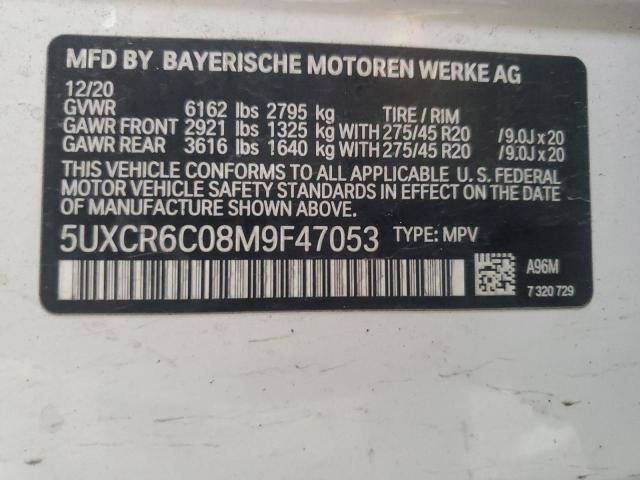 MFD BY BAYERISCHE MOTOREN WERKE AG
12/20
GVWR 6162 lbs 2795 kg TIRE / RIM
GAWR FRONT 2921 lbs 1325 kg WITH 275/45 R20 /9.0J x 20
GAWR REAR 3616 lbs 1640 kg WITH 275/45 R20 /9.0J x 20
THIS VEHICLE CONFORMS TO ALL APPLICABLE U. S. FEDERAL
MOTOR VEHICLE SAFETY STANDARDS IN EFFECT ON THE
DATE OF MANUFACTURE SHOWN ABOVE.
5UXCR6C08M9F47053 TYPE: MPV
A96M
7 320 729